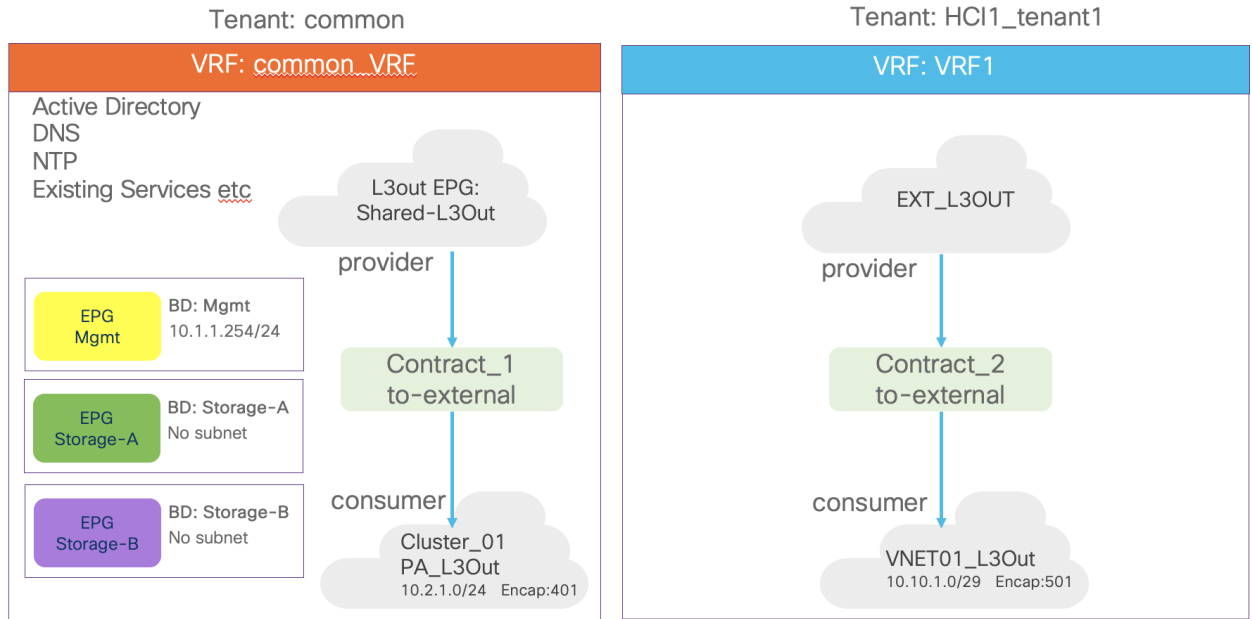 Tenant: common
VRF: common_VRF
Active Directory
DNS
NTP
Existing Services etc
L3out EPG:
Shared-L3Out
provider
EPG
Mgmt
BD: Mgmt
10.1.1.254/24
Contract_1
to-external
EPG
Storage-A
BD: Storage-A
No subnet
consumer
EPG
Storage-B
BD: Storage-B
No subnet
Cluster_01
PA_L3Out
10.2.1.0/24 Encap:401
Tenant: HCI1_tenant1
VRF: VRF1
EXT_L3OUT
provider
Contract_2
to-external
consumer
VNET01_L3Out
10.10.1.0/29 Encap:501